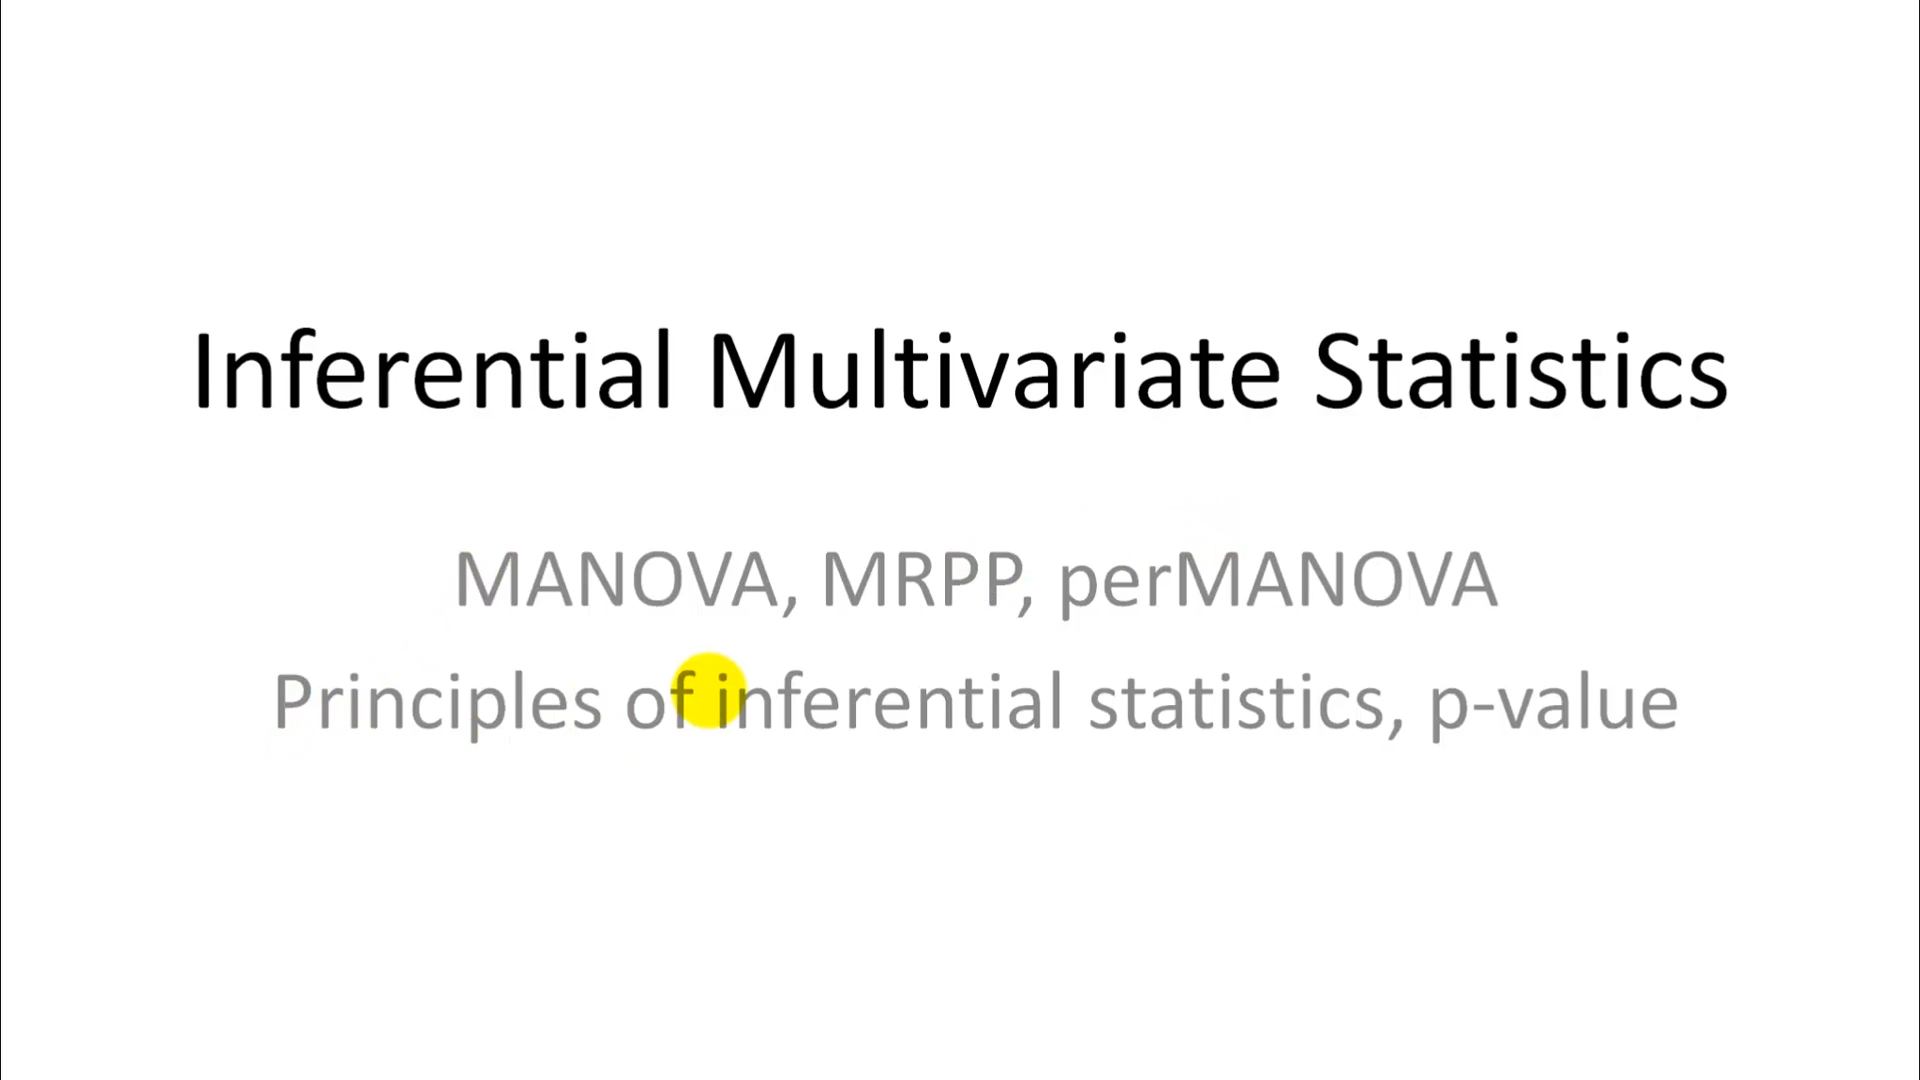 Inferential Multivariate Statistics
MANOVA, MRPP, perMANOVA
Principles of inferential statistics, p-value